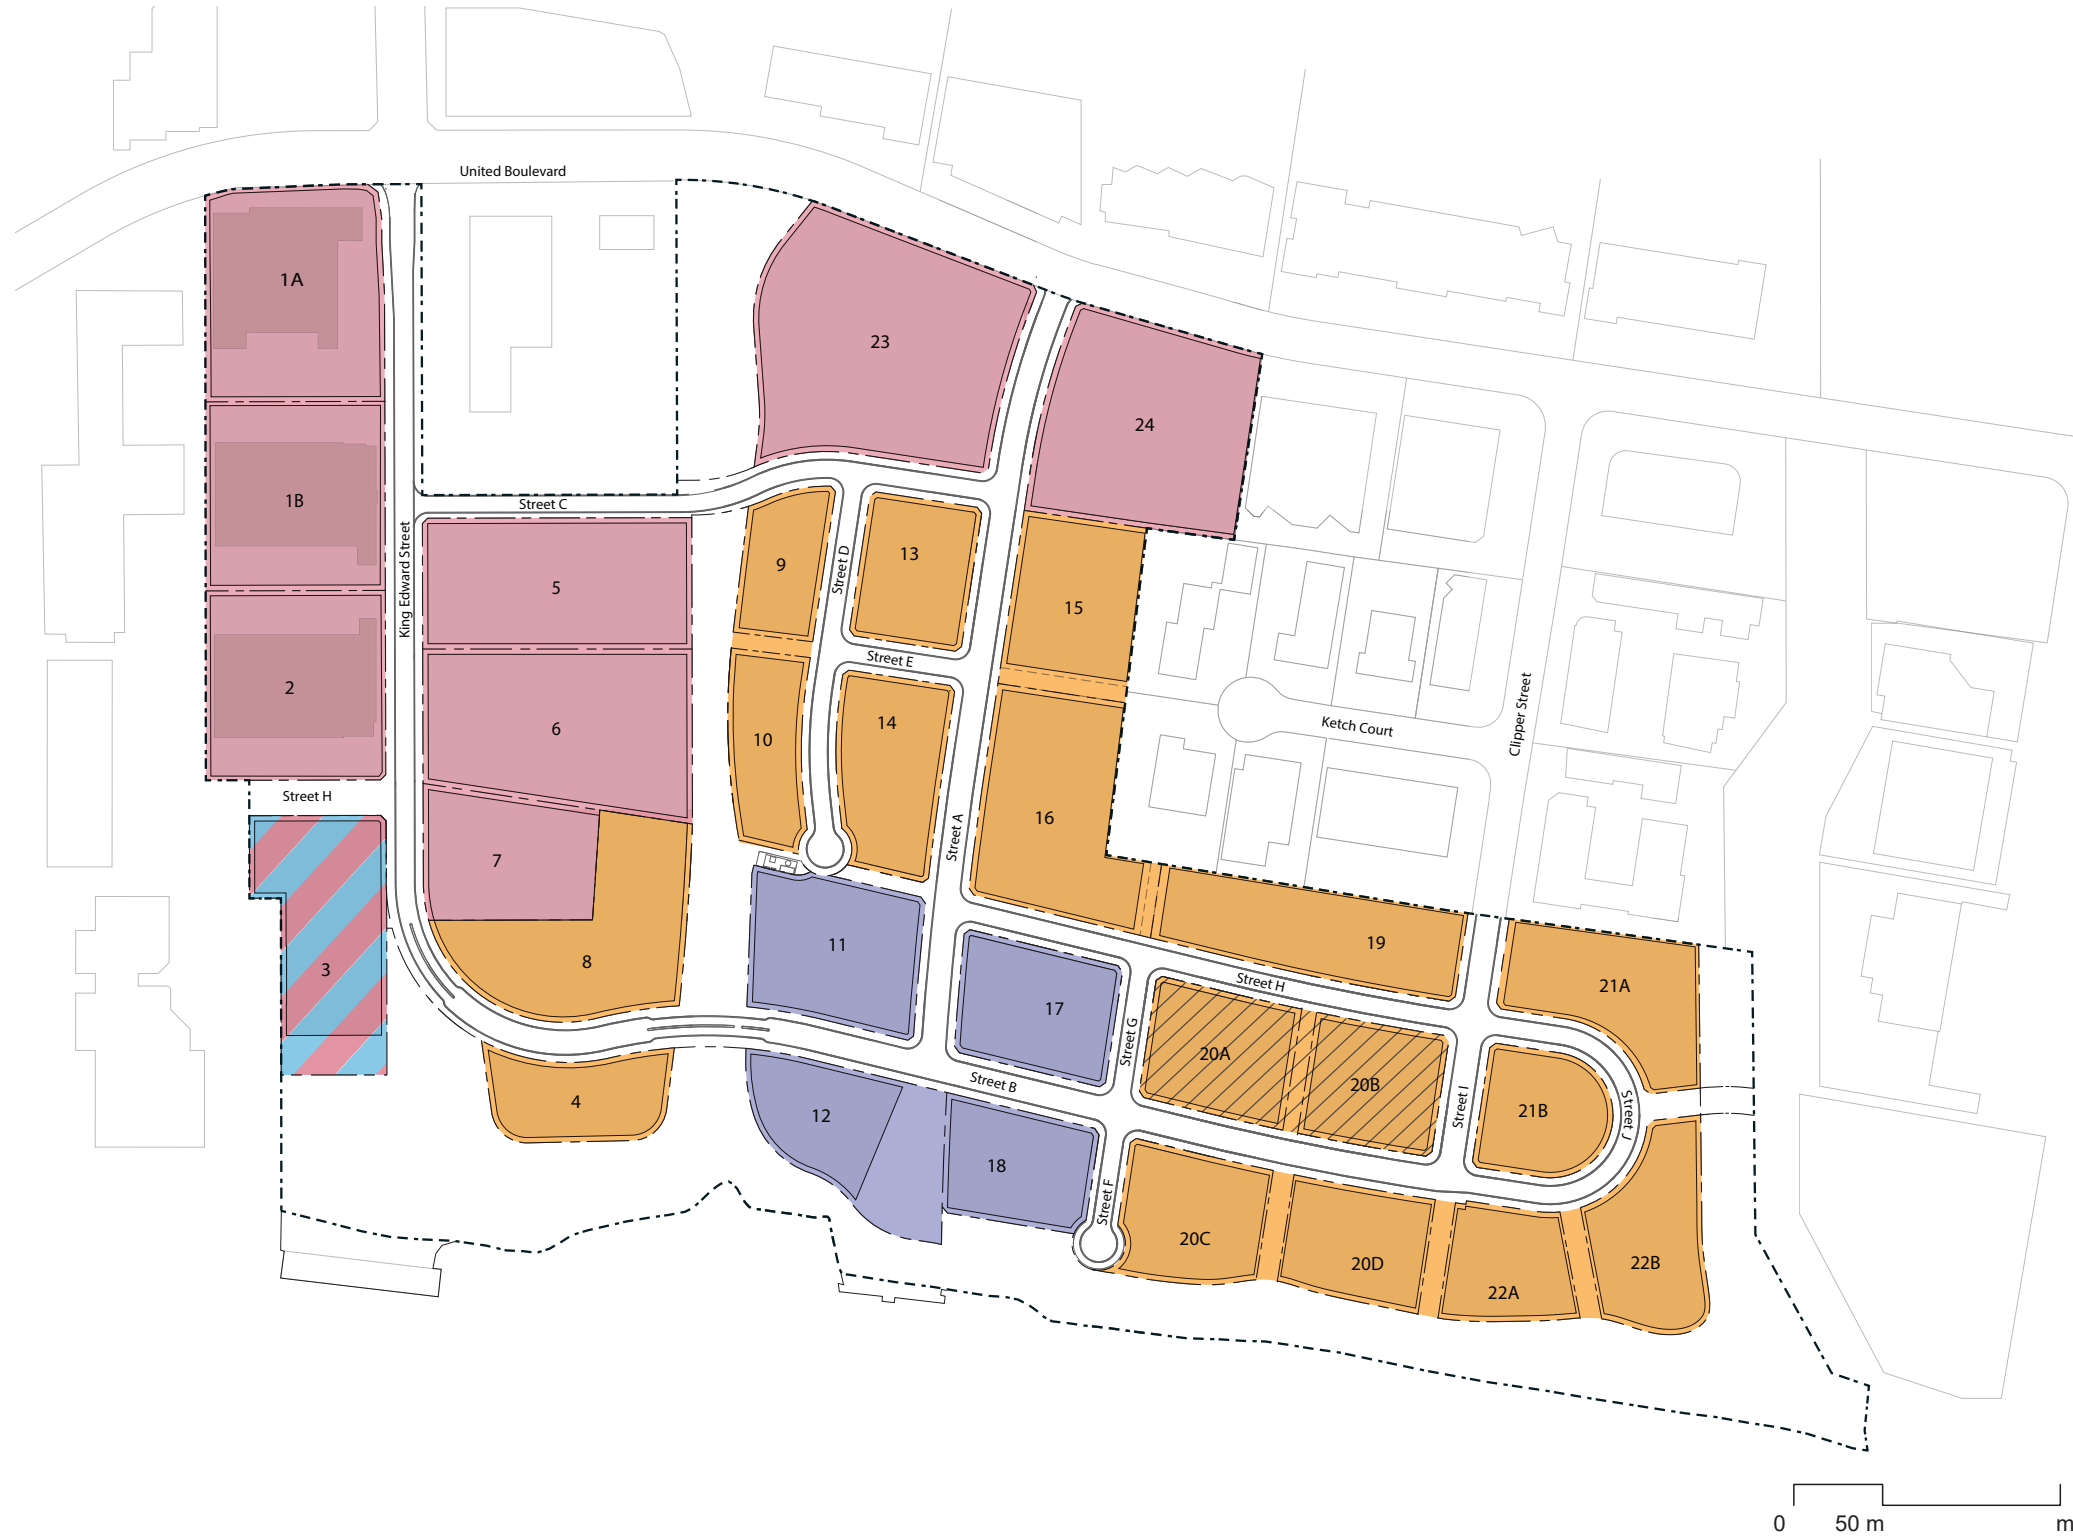 United Boulevard
1A
23
24
1B
Street C
King Edward Street
5
9
Street D
13
15
Street E
2
6
10
14
Ketch Court
Clipper Street
Street H
16
Street A
7
3
8
11
17
19
Street H
21A
Street G
20A
20B
Street B
Street I
21B
Street J
4
12
18
Street F
20C
20D
22A
22B
0
50 m
m